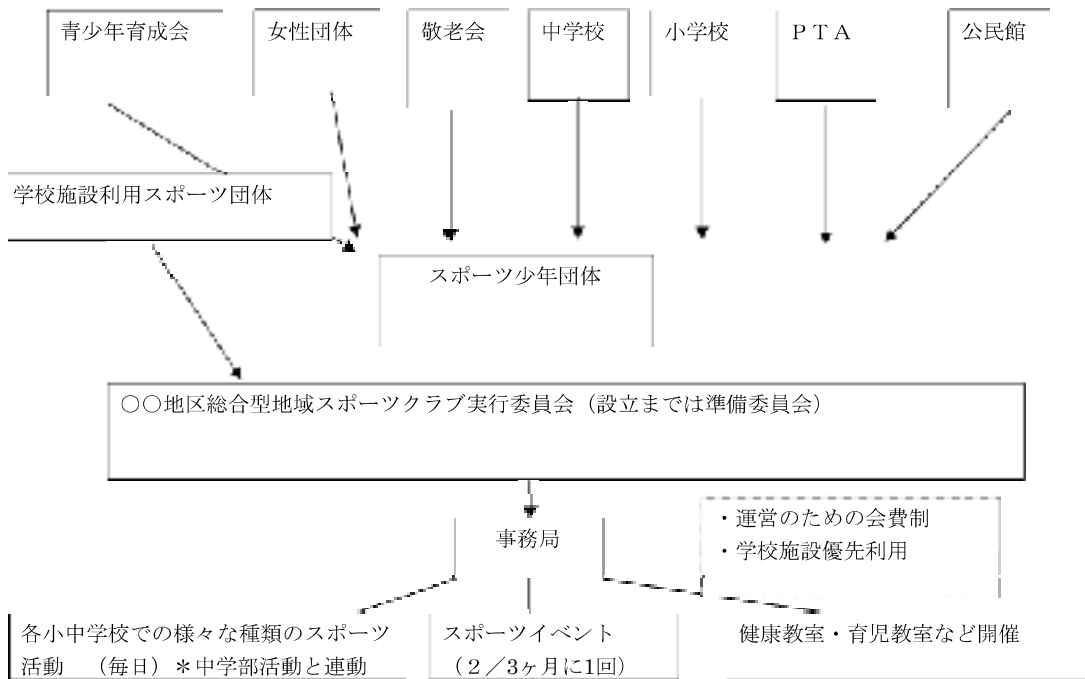 青少年育成会
女性団体
敬老会
中学校
小学校
ＰＴＡ
公民館
学校施設利用スポーツ団体
スポーツ少年団体
○○地区総合型地域スポーツクラブ実行委員会（設立までは準備委員会）
事務局
・運営のための会費制
・学校施設優先利用
各小中学校での様々な種類のスポーツ
活動　（毎日）＊中学部活動と連動
スポーツイベント
（２／３ヶ月に1回）
健康教室・育児教室など開催